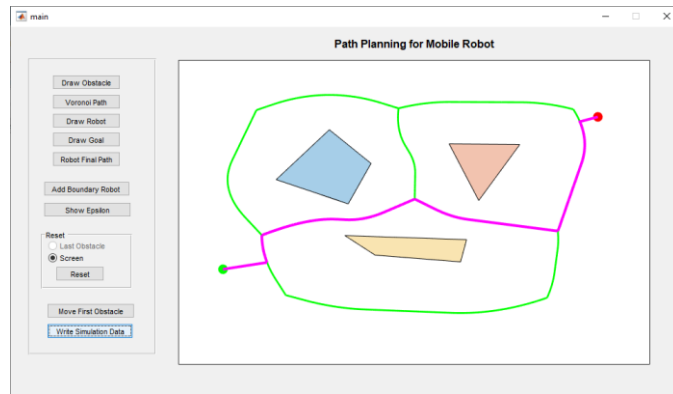 main
Path Planning for Mobile Robot
Draw Obstacle
Voronoi Path
Draw Robot
Draw Goal
Robot Final Path
Add Boundary Robot
Show Epsilon
Reset
Last Obstacle
Screen
Reset
Move First Obstacle
Write Simulation Data